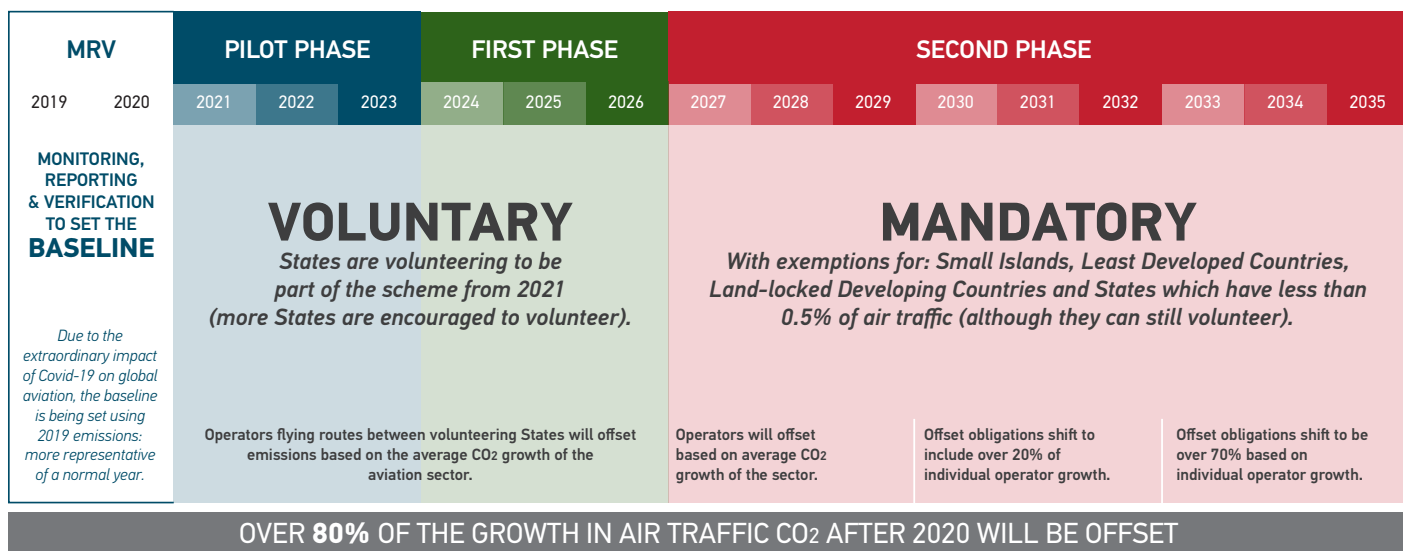 MRV
PILOT PHASE
FIRST PHASE
SECOND PHASE
2019 2020 2021 2022 2023 2024 2025 2026 2027 2028 2029 2030 2031 2032 2033 2034 2035
MONITORING,
REPORTING
& VERIFICATION
TO SET THE
BASELINE
Due to the
extraordinary impact
of Covid-19 on global
aviation, the baseline
is being set using
2019 emissions:
more representative
of a normal year.
VOLUNTARY
States are volunteering to be
part of the scheme from 2021
(more States are encouraged to volunteer).
Operators flying routes between volunteering States will offset
emissions based on the average CO2 growth of the
aviation sector.
MANDATORY
With exemptions for: Small Islands, Least Developed Countries,
Land-locked Developing Countries and States which have less than
0.5% of air traffic (although they can still volunteer).
Operators will offset
based on average CO2
growth of the sector.
Offset obligations shift to
include over 20% of
individual operator growth.
Offset obligations shift to be
over 70% based on
individual operator growth.
OVER 80% OF THE GROWTH IN AIR TRAFFIC CO2 AFTER 2020 WILL BE OFFSET